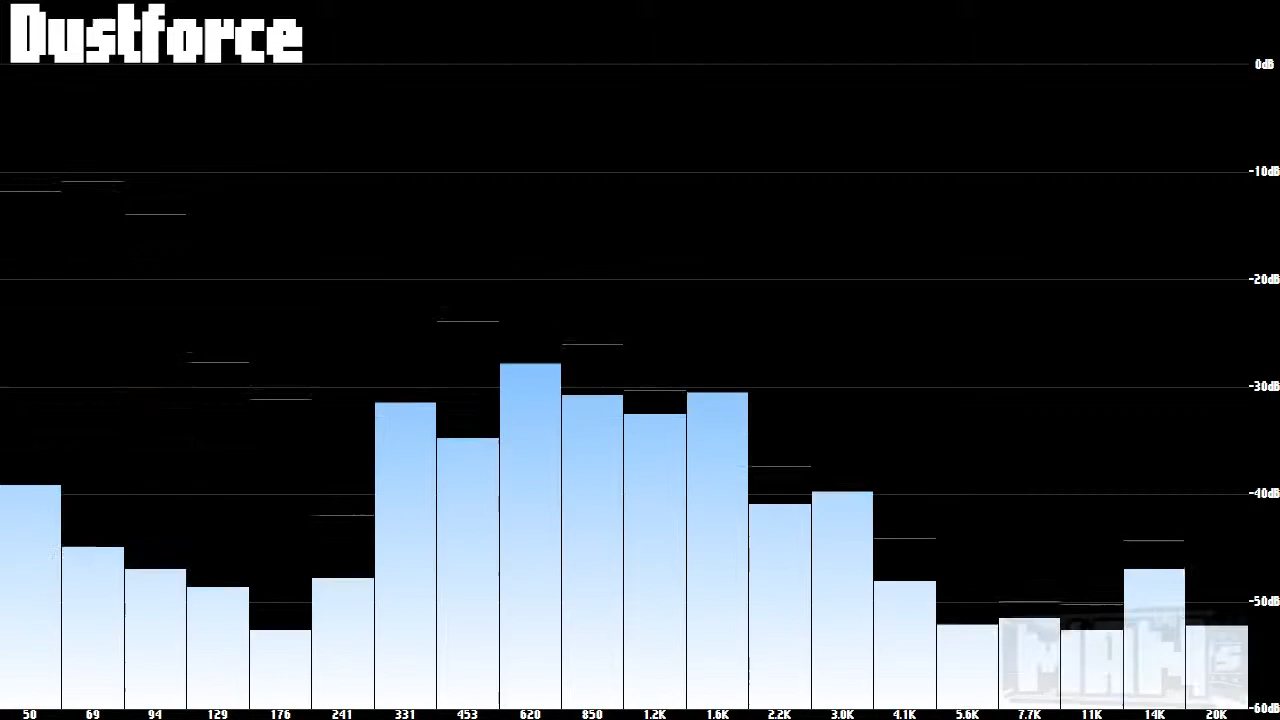 Dustforce
0dB
-10dB
-20dB
-30dB
-40dB
-50dB
-60dB
50 69 94 129 176 241 331 453 620 850 1.2K 1.6K 2.2K 3.0K 4.1K 5.6K 7.7K 11K 14K 20K